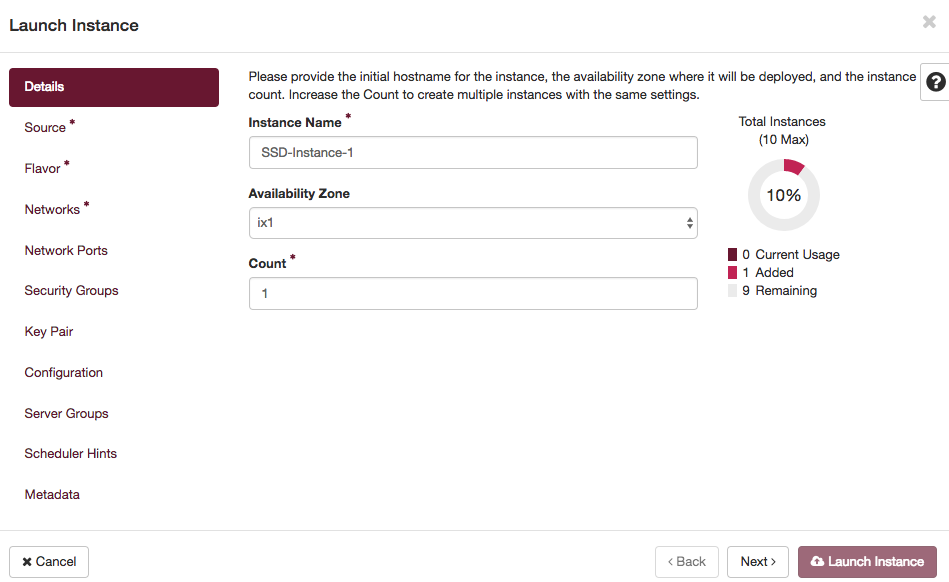 Launch Instance
Details
Source *
Flavor *
Networks *
Network Ports
Security Groups
Key Pair
Configuration
Server Groups
Scheduler Hints
Metadata
Please provide the initial hostname for the instance, the availability zone where it will be deployed, and the instance
count. Increase the Count to create multiple instances with the same settings.
Instance Name *
SSD-Instance-1
Availability Zone
ix1
Count *
1
Total Instances
(10 Max)
10%
0 Current Usage
1 Added
9 Remaining
?
✖ Cancel
< Back
Next >
Launch Instance